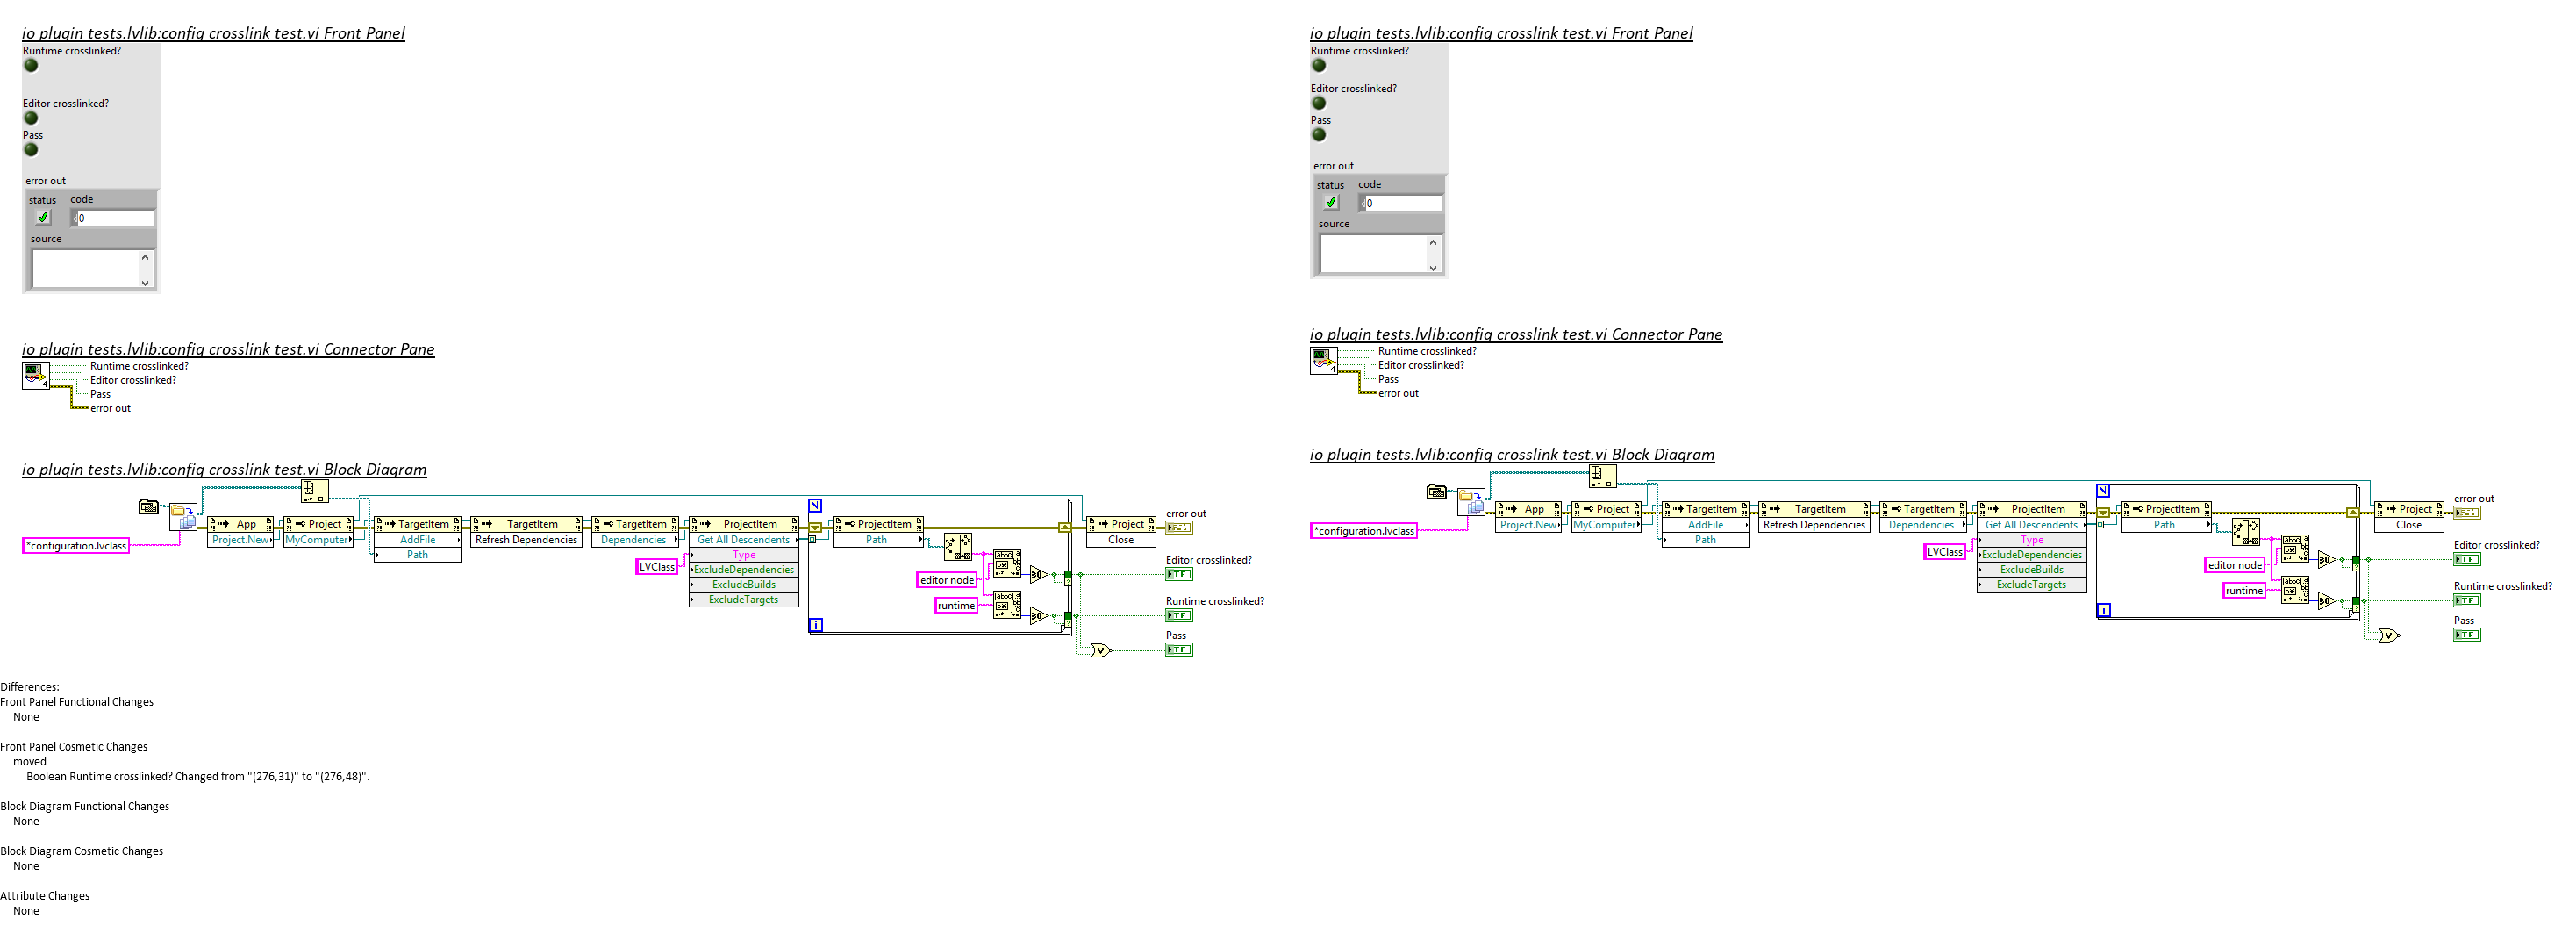 io plugin tests.lvlib:config crosslink test.vi Front Panel
Runtime crosslinked?
Editor crosslinked?
Pass
error out
status code
0
source
io plugin tests.lvlib:config crosslink test.vi Connector Pane
4
Runtime crosslinked?
Editor crosslinked?
Pass
error out
io plugin tests.lvlib:config crosslink test.vi Block Diagram
*configuration.lvclass
App
Project.New
Project
MyComputer
TargetItem
AddFile
Path
TargetItem
Refresh Dependencies
TargetItem
Dependencies
LVClass
ProjectItem
Get All Descendents
Type
ExcludeDependencies
ExcludeBuilds
ExcludeTargets
N
i
ProjectItem
Path
editor node
runtime
Project
Close
error out
Editor crosslinked?
TF
Runtime crosslinked?
TF
Pass
TF
Differences:
Front Panel Functional Changes
None
Front Panel Cosmetic Changes
moved
Boolean Runtime crosslinked? Changed from "(276,31)" to "(276,48)".
Block Diagram Functional Changes
None
Block Diagram Cosmetic Changes
None
Attribute Changes
None
io plugin tests.lvlib:config crosslink test.vi Front Panel
Runtime crosslinked?
Editor crosslinked?
Pass
error out
status code
0
source
io plugin tests.lvlib:config crosslink test.vi Connector Pane
4
Runtime crosslinked?
Editor crosslinked?
Pass
error out
io plugin tests.lvlib:config crosslink test.vi Block Diagram
*configuration.lvclass
App
Project.New
Project
MyComputer
TargetItem
AddFile
Path
TargetItem
Refresh Dependencies
TargetItem
Dependencies
LVClass
ProjectItem
Get All Descendents
Type
ExcludeDependencies
ExcludeBuilds
ExcludeTargets
N
i
ProjectItem
Path
editor node
runtime
Project
Close
error out
Editor crosslinked?
TF
Runtime crosslinked?
TF
Pass
TF